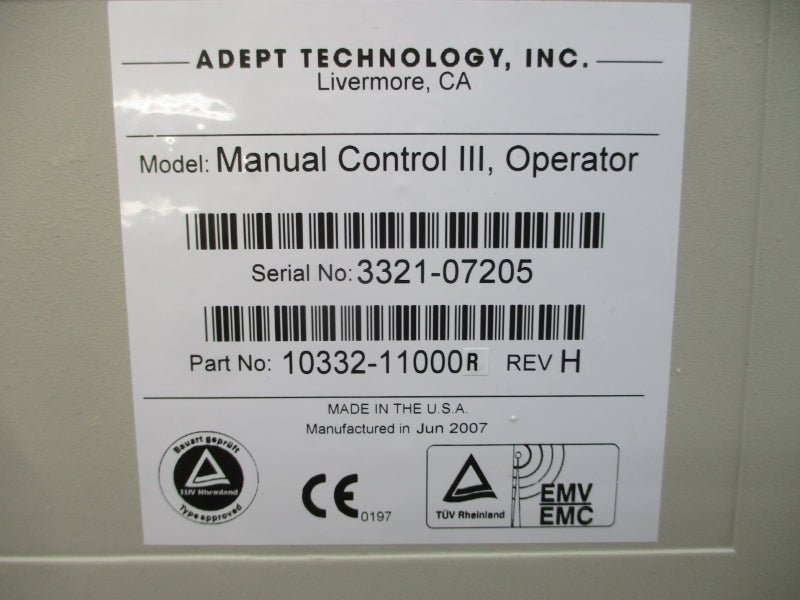 ADEPT TECHNOLOGY, INC.
Livermore, CA
Model: Manual Control III, Operator
Serial No: 3321-07205
Part No: 10332-11000R REV H
MADE IN THE U.S.A.
Manufactured in Jun 2007
Bauart geprüft
TÜV Rheinland
Type approved
CE 0197
TÜV Rheinland
EMV
EMC